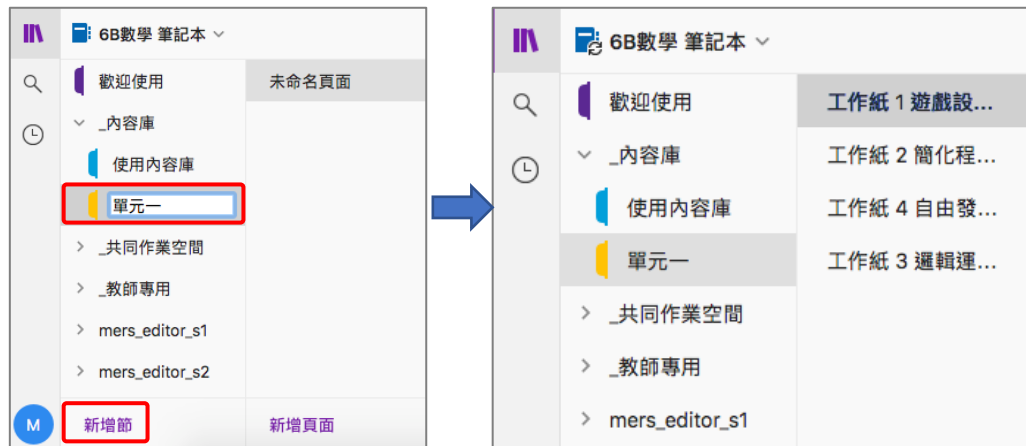 6B數學 筆記本
歡迎使用
未命名頁面
_內容庫
使用內容庫
單元一
_共同作業空間
_教師專用
mers_editor_s1
mers_editor_s2
M
新增節
新增頁面
6B數學 筆記本
歡迎使用
工作紙 1 遊戲設...
_內容庫
工作紙 2 簡化程...
使用內容庫
工作紙 4 自由發...
單元一
工作紙 3 邏輯運...
_共同作業空間
_教師專用
mers_editor_s1